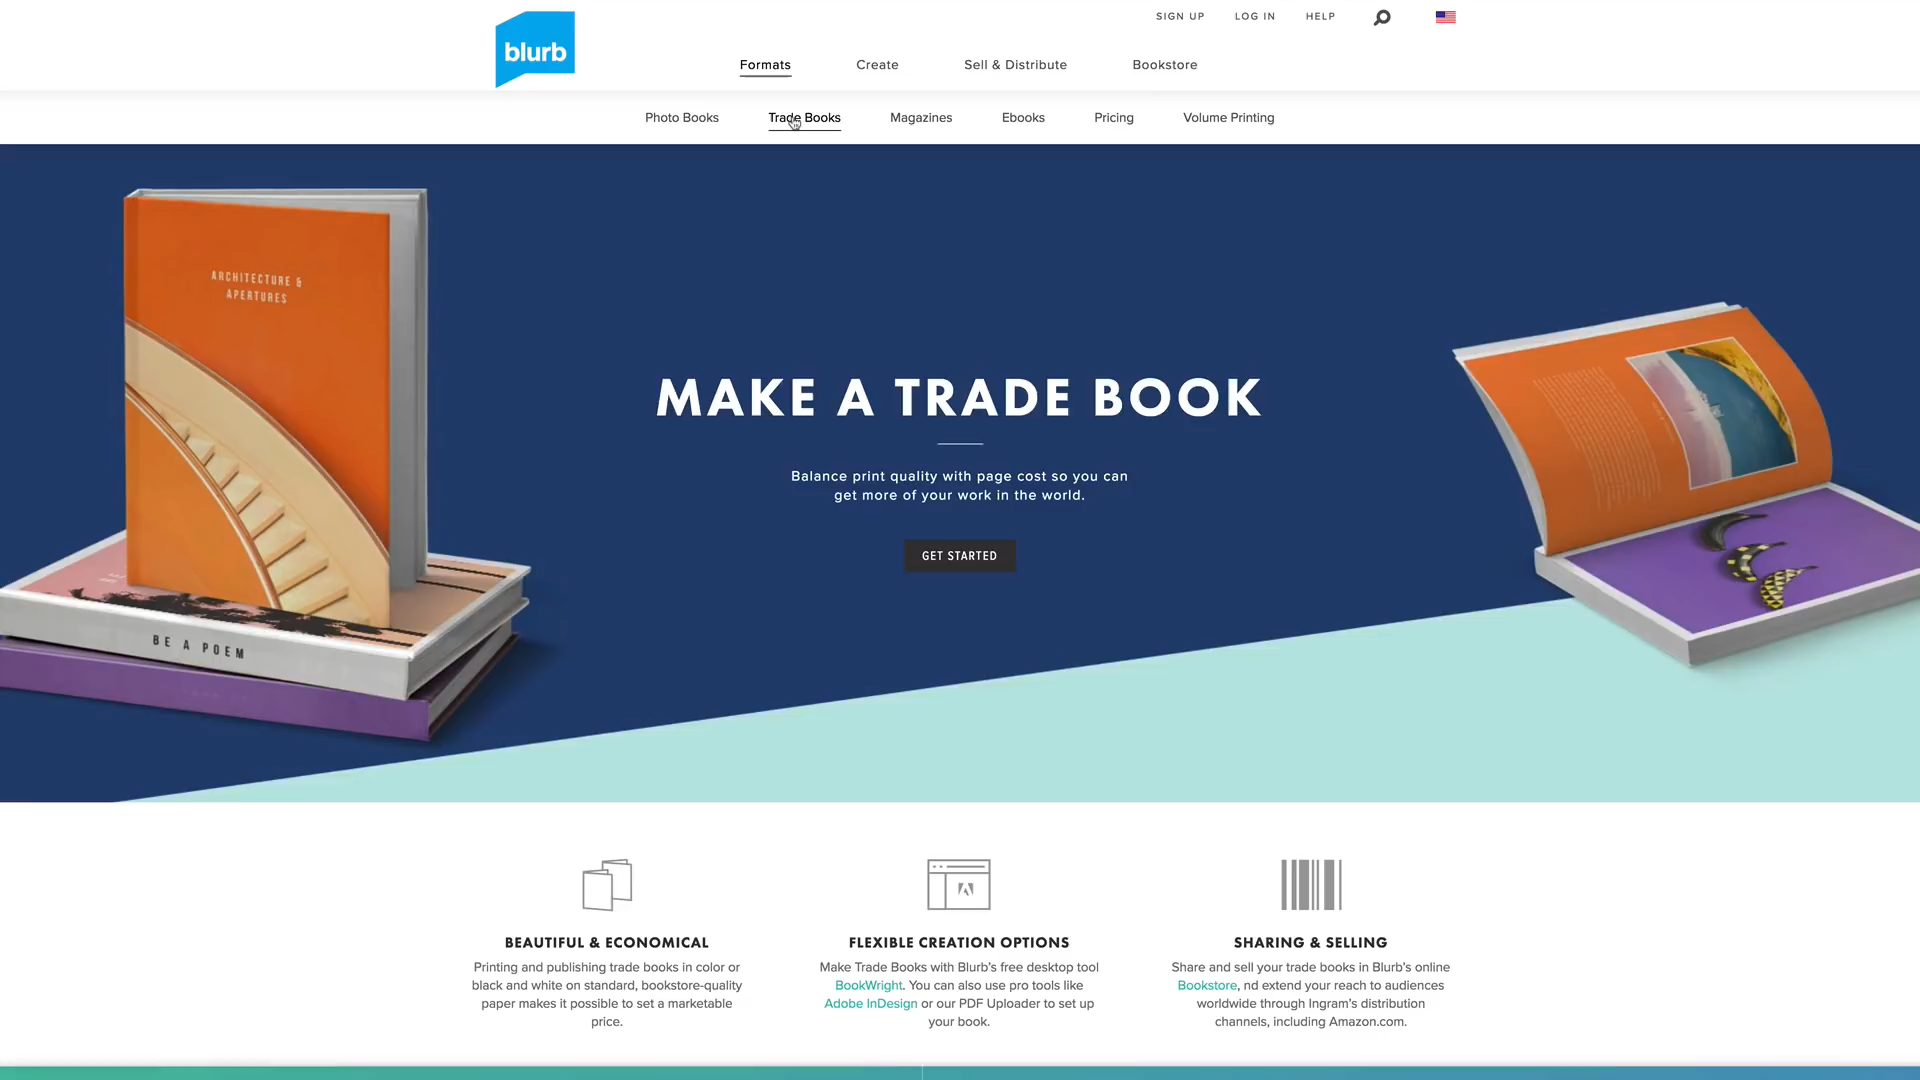 SIGN UP LOG IN HELP
blurb
Formats Create Sell & Distribute Bookstore
Photo Books Trade Books Magazines Ebooks Pricing Volume Printing
ARCHITECTURE &
APERTURES
BE A POEM
MAKE A TRADE BOOK
Balance print quality with page cost so you can
get more of your work in the world.
GET STARTED
BEAUTIFUL & ECONOMICAL
Printing and publishing trade books in color or
black and white on standard, bookstore-quality
paper makes it possible to set a marketable
price.
FLEXIBLE CREATION OPTIONS
Make Trade Books with Blurb's free desktop tool
BookWright. You can also use pro tools like
Adobe InDesign or our PDF Uploader to set up
your book.
SHARING & SELLING
Share and sell your trade books in Blurb's online
Bookstore, nd extend your reach to audiences
worldwide through Ingram's distribution
channels, including Amazon.com.